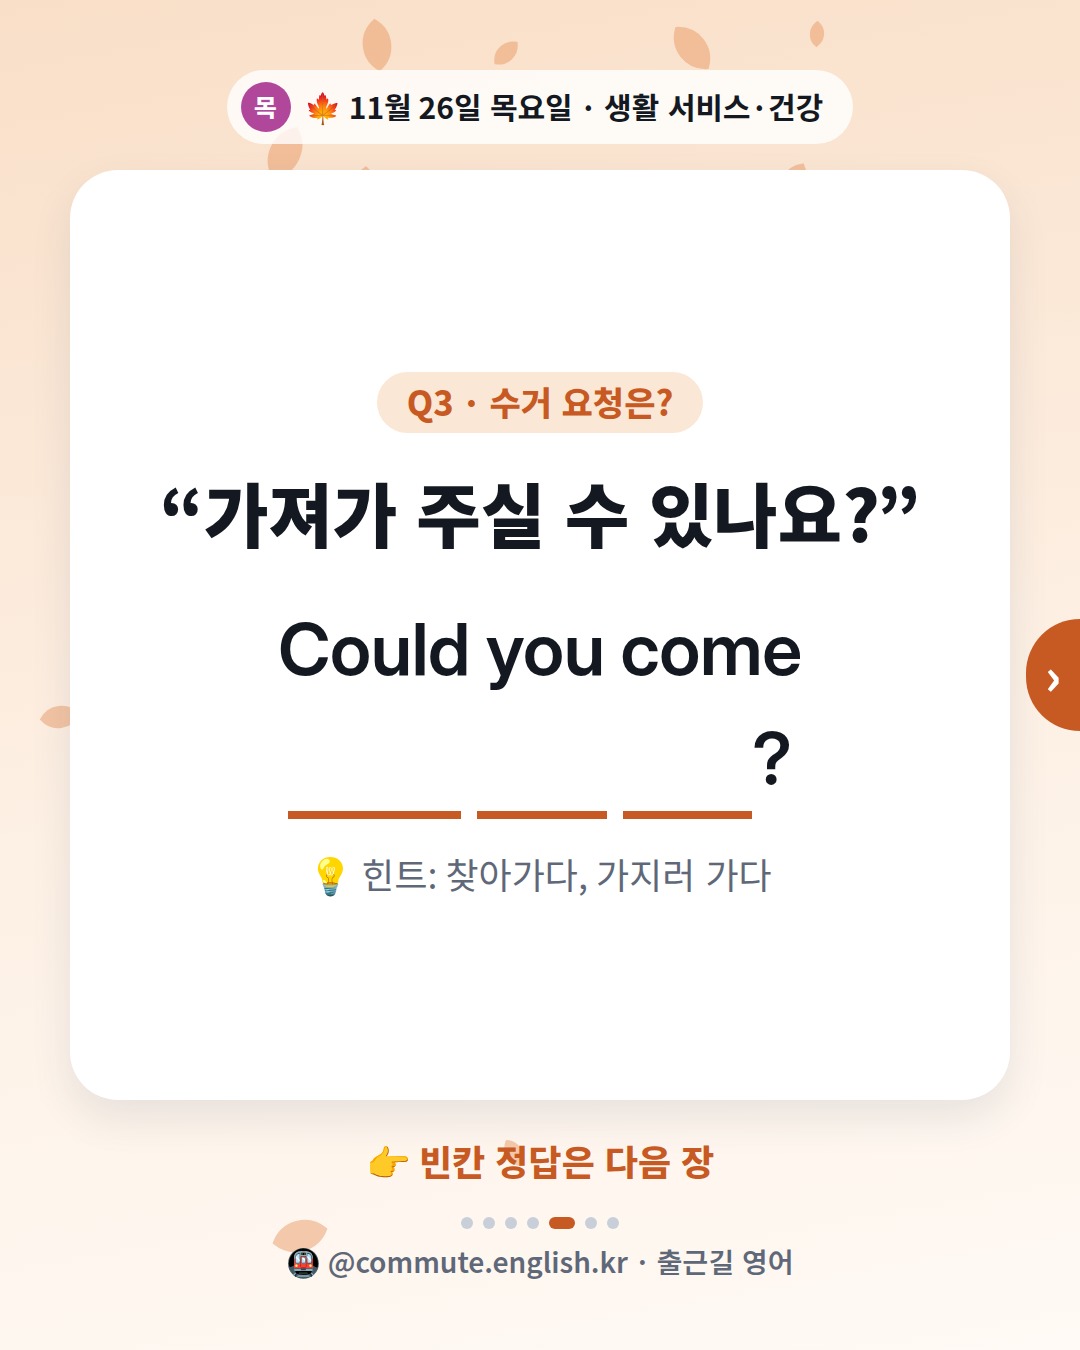 목 🍁 11월 26일 목요일 · 생활 서비스·건강
Q3 · 수거 요청은?
“가져가 주실 수 있나요?”
Could you come
___ ___ ___?
💡 힌트: 찾아가다, 가지러 가다
›
👉 빈칸 정답은 다음 장
🚇 @commute.english.kr · 출근길 영어